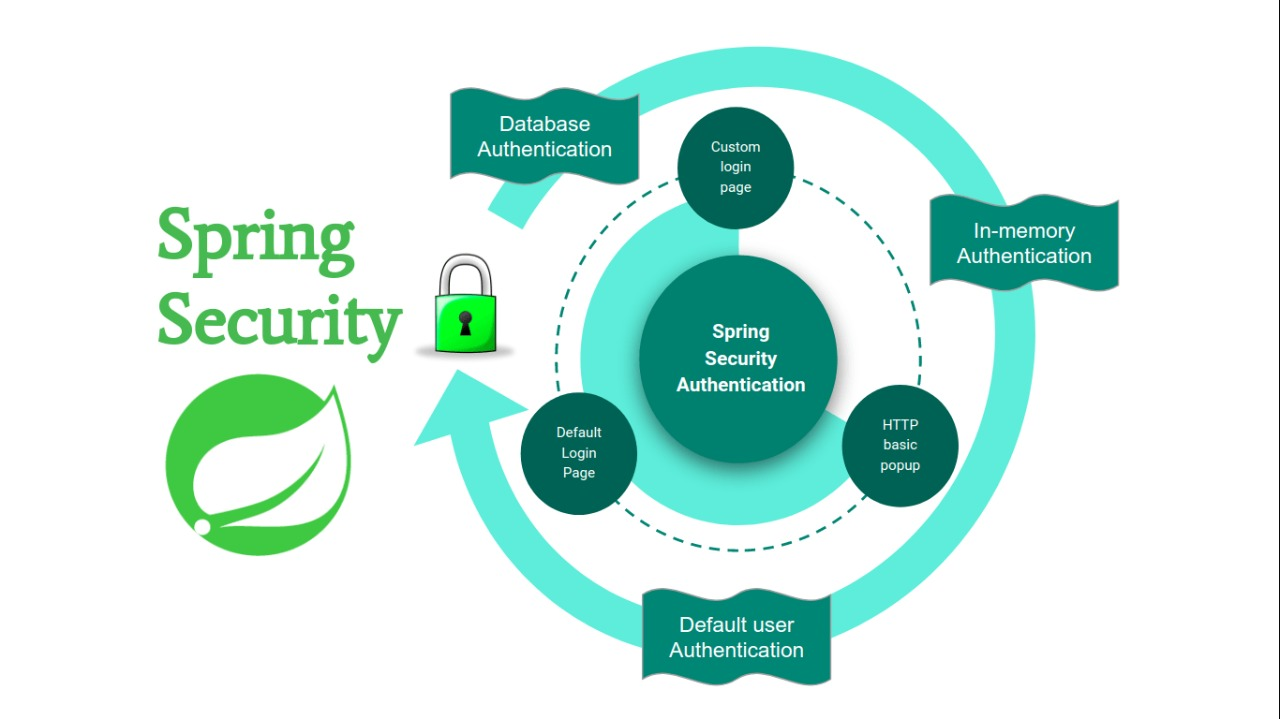 Spring
Security
Database
Authentication
Custom
login
page
In-memory
Authentication
Spring
Security
Authentication
Default
Login
Page
HTTP
basic
popup
Default user
Authentication